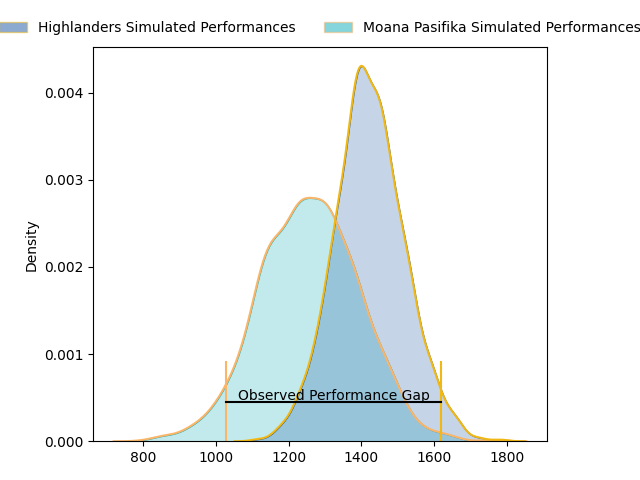 Highlanders Simulated Performances
Moana Pasifika Simulated Performances
0.004
0.003
0.002
0.001
0.000
Density
Observed Performance Gap
800 1000 1200 1400 1600 1800